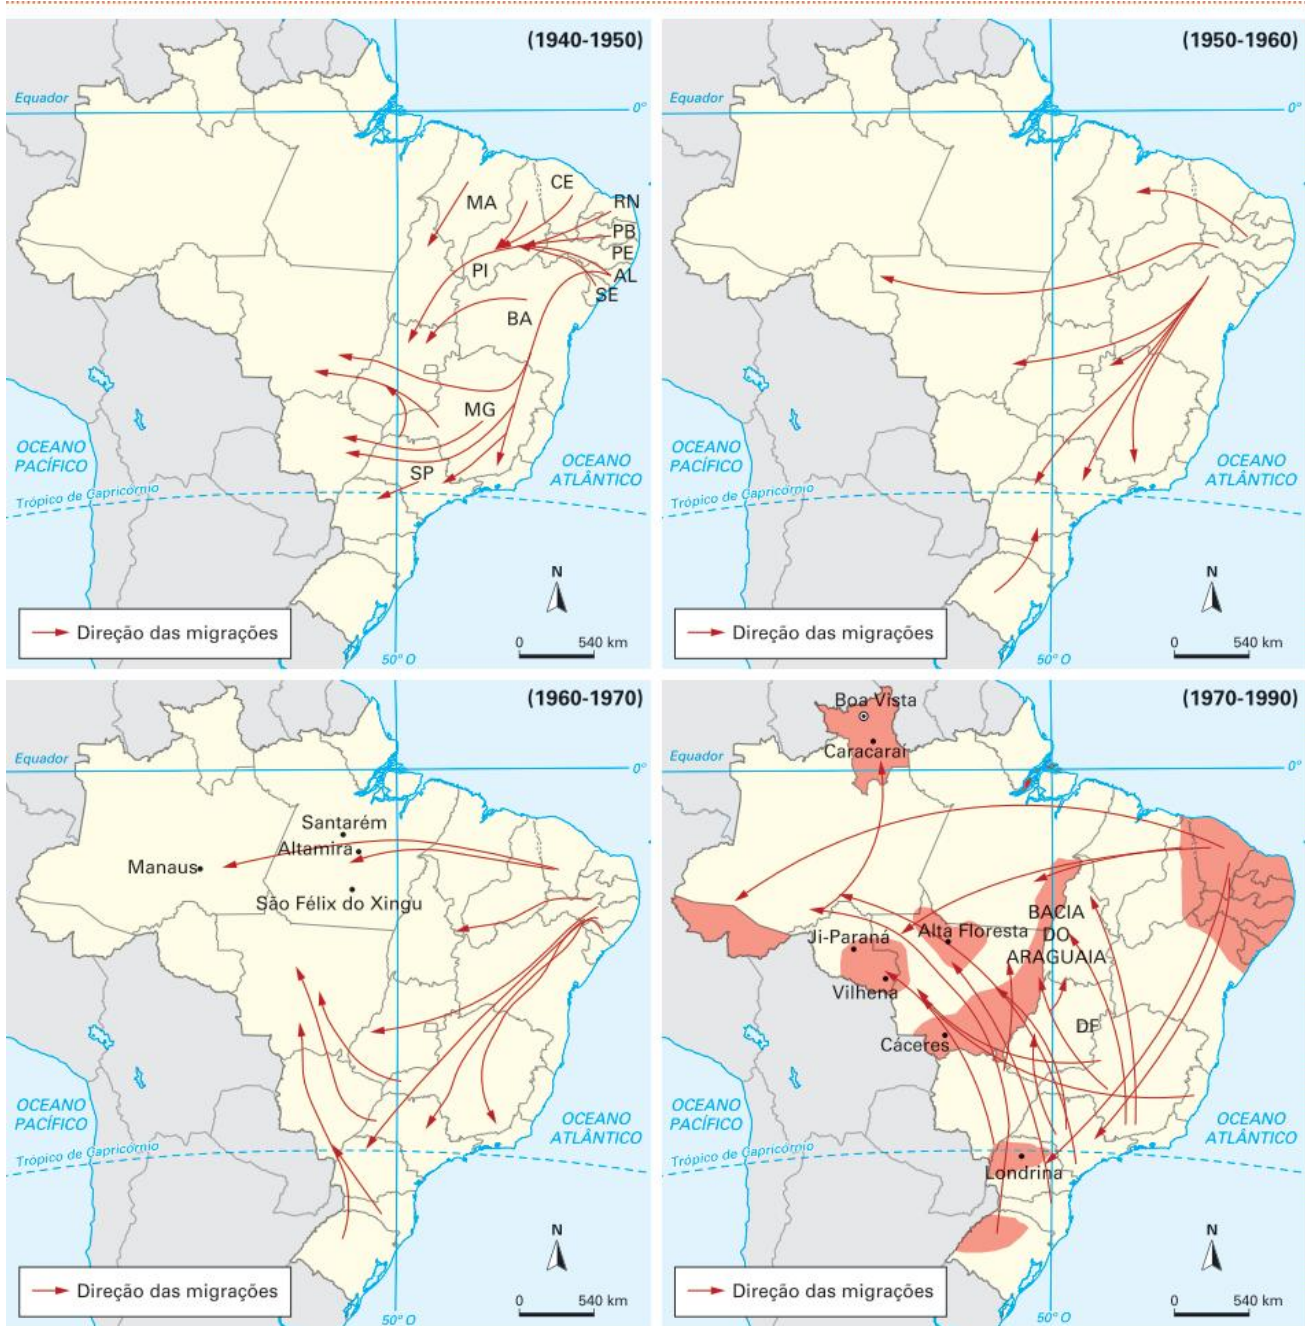 (1940-1950)
Equador
0°
CE
MA
RN
PB
PE
PI
AL
SE
BA
MG
OCEANO
PACÍFICO
SP
OCEANO
ATLÂNTICO
Trópico de Capricórnio
N
Direção das migrações
0 540 km
50° O
(1950-1960)
Equador
0°
OCEANO
PACÍFICO
OCEANO
ATLÂNTICO
Trópico de Capricórnio
N
Direção das migrações
0 540 km
50° O
(1960-1970)
Equador
0°
Santarém
Altamira
Manaus
São Félix do Xingu
OCEANO
PACÍFICO
OCEANO
ATLÂNTICO
Trópico de Capricórnio
N
Direção das migrações
0 540 km
50° O
(1970-1990)
Boa Vista
Caracaraí
Equador
0°
BACIA
DO
ARAGUAIA
Alta Floresta
Ji-Paraná
Vilhena
DF
Cáceres
OCEANO
PACÍFICO
OCEANO
ATLÂNTICO
Trópico de Capricórnio
Londrina
N
Direção das migrações
0 540 km
50° O